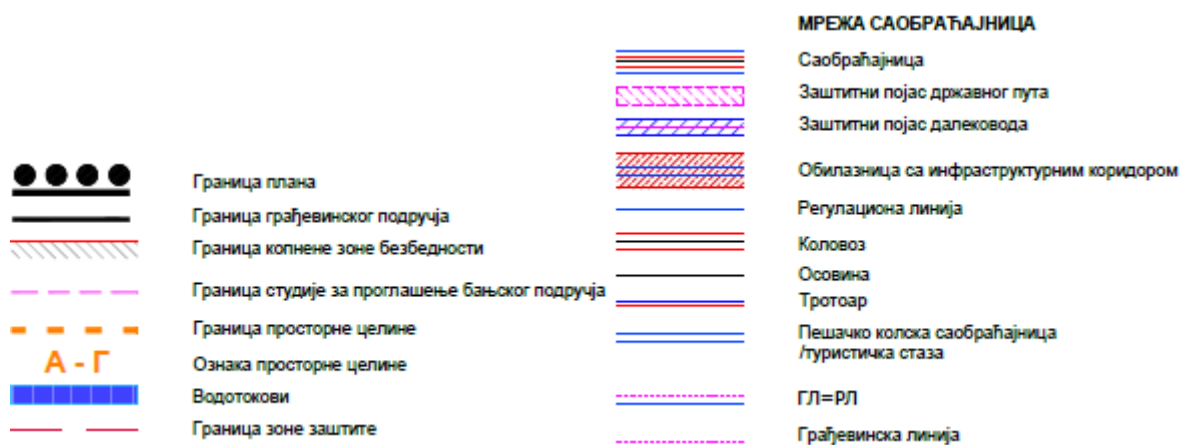 Граница плана
Граница грађевинског подручја
Граница копнене зоне безбедности
Граница студије за проглашење бањског подручја
Граница просторне целине
А - Г
Ознака просторне целине
Водотокови
Граница зоне заштите
МРЕЖА САОБРАЋАЈНИЦА
Саобраћајница
Заштитни појас државног пута
Заштитни појас далековода
Обилазница са инфраструктурним коридором
Регулациона линија
Коловоз
Осовина
Тротоар
Пешачко колска саобраћајница
/туристичка стаза
ГЛ=РЛ
Грађевинска линија